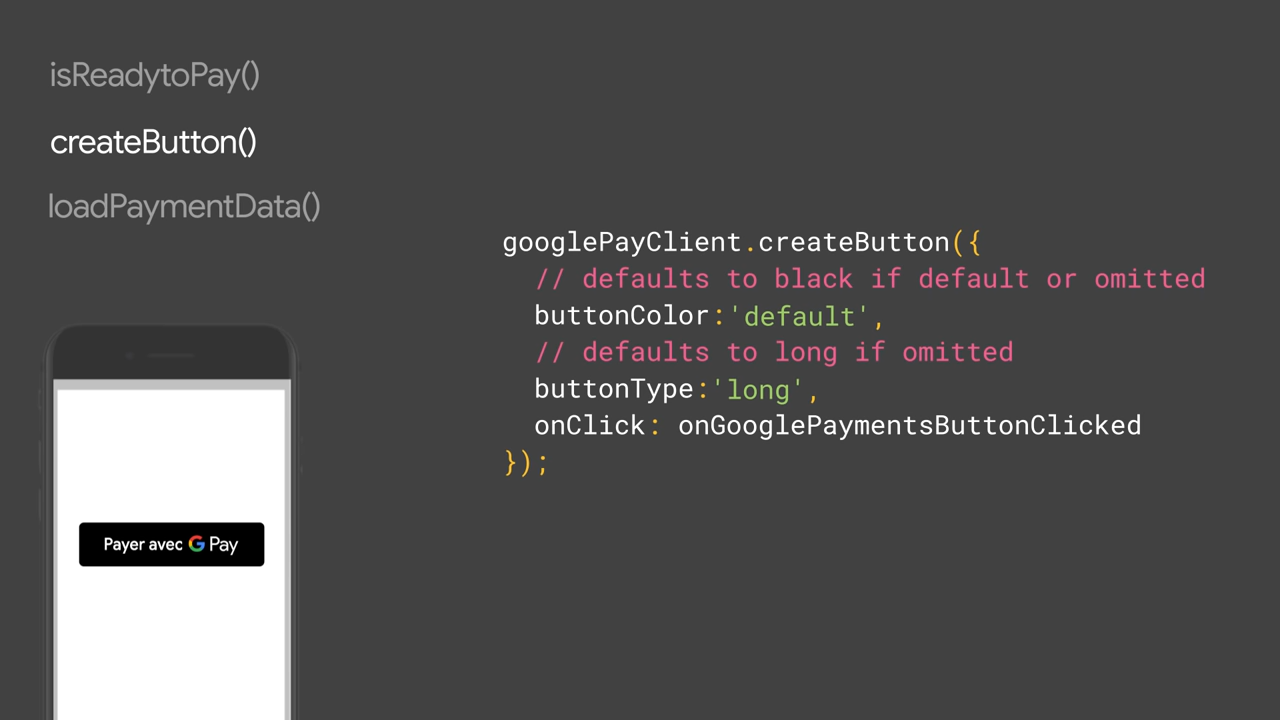 isReadytoPay()
createButton()
loadPaymentData()
googlePayClient.createButton({
// defaults to black if default or omitted
buttonColor:'default',
// defaults to long if omitted
buttonType:'long',
onClick: onGooglePaymentsButtonClicked
});
Payer avec G Pay